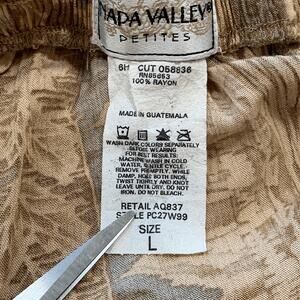 NAPA VALLEY®
PETITES
6H CUT 058836
RN85653
100% RAYON
MADE IN GUATEMALA
WASH DARK COLORS SEPARATELY
BEFORE WEARING
FOR BEST RESULTS:
MACHINE WASH IN COLD
WATER, GENTLE CYCLE.
REMOVE PROMPTLY. WHILE
DAMP, HOLD BOTH ENDS,
TWIST TIGHTLY AND KNOT
LEAVE UNTIL DRY. DO NOT
IRON. DO NOT BLEACH.
RETAIL AQ837
STYLE PC27W99
SIZE
L